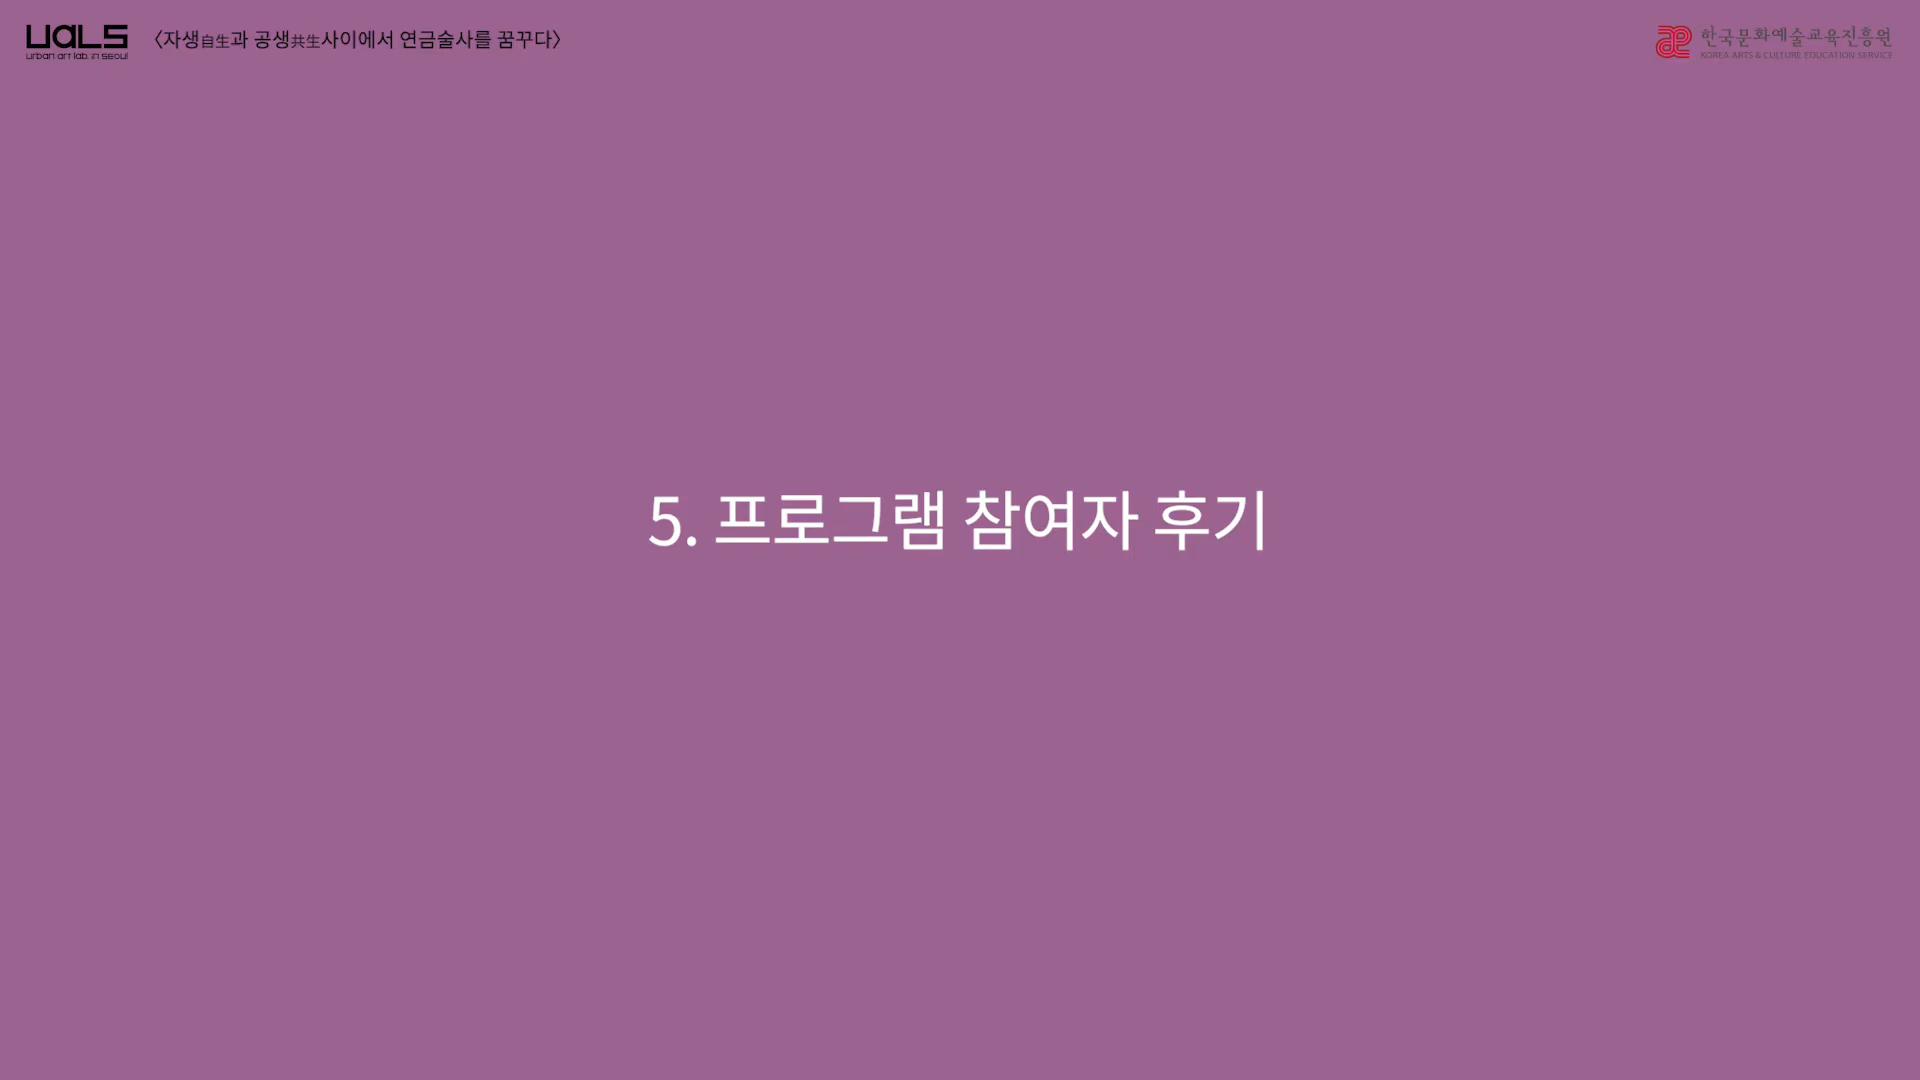 UALS
urban art lab. in seoul
〈자생自生과 공생共生사이에서 연금술사를 꿈꾸다〉
한국문화예술교육진흥원
KOREA ARTS & CULTURE EDUCATION SERVICE
5. 프로그램 참여자 후기